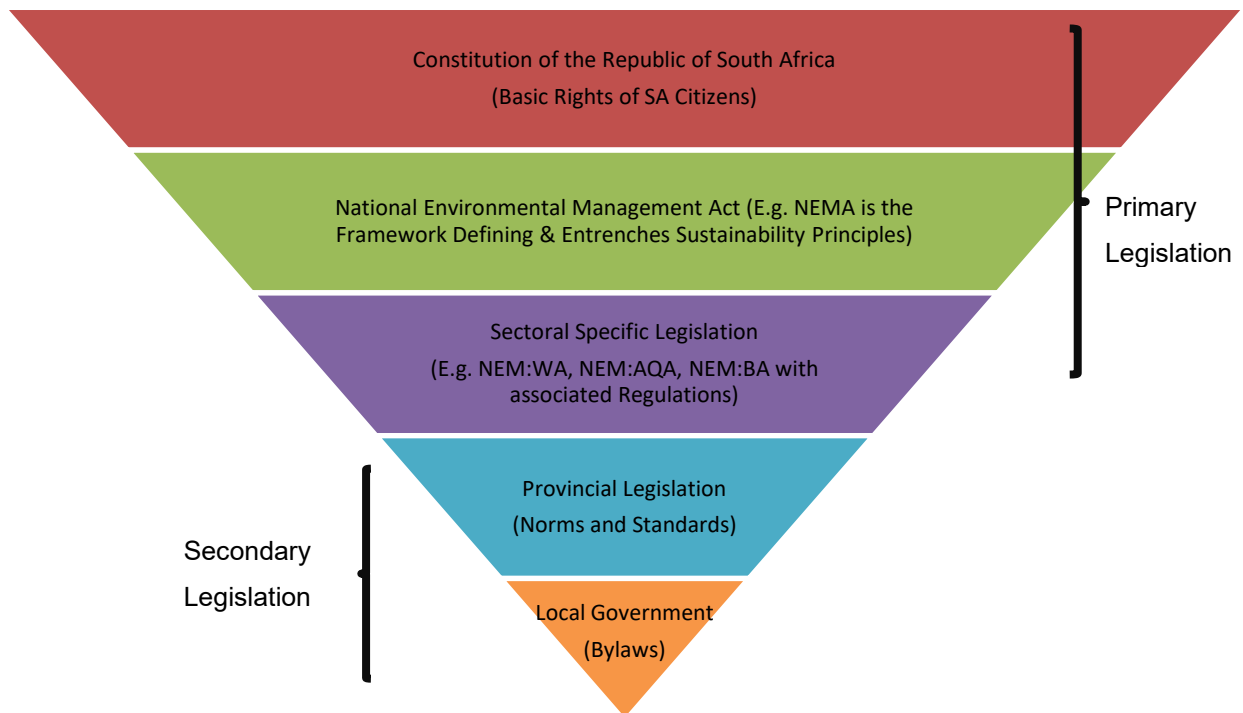 Constitution of the Republic of South Africa
(Basic Rights of SA Citizens)
National Environmental Management Act (E.g. NEMA is the
Framework Defining & Entrenches Sustainability Principles)
Primary
Legislation
Sectoral Specific Legislation
(E.g. NEM:WA, NEM:AQA, NEM:BA with
associated Regulations)
Provincial Legislation
(Norms and Standards)
Secondary
Legislation
Local Government
(Bylaws)